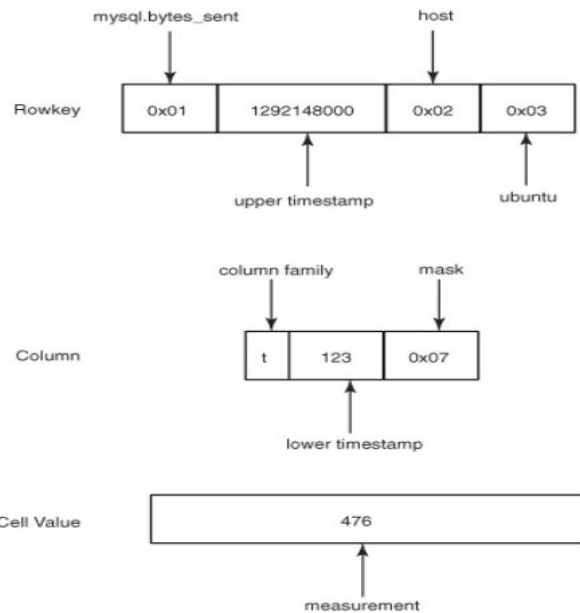 mysql.bytes_sent host
Rowkey 0x01 1292148000 0x02 0x03
upper timestamp ubuntu
column family mask
Column t 123 0x07
lower timestamp
Cell Value 476
measurement